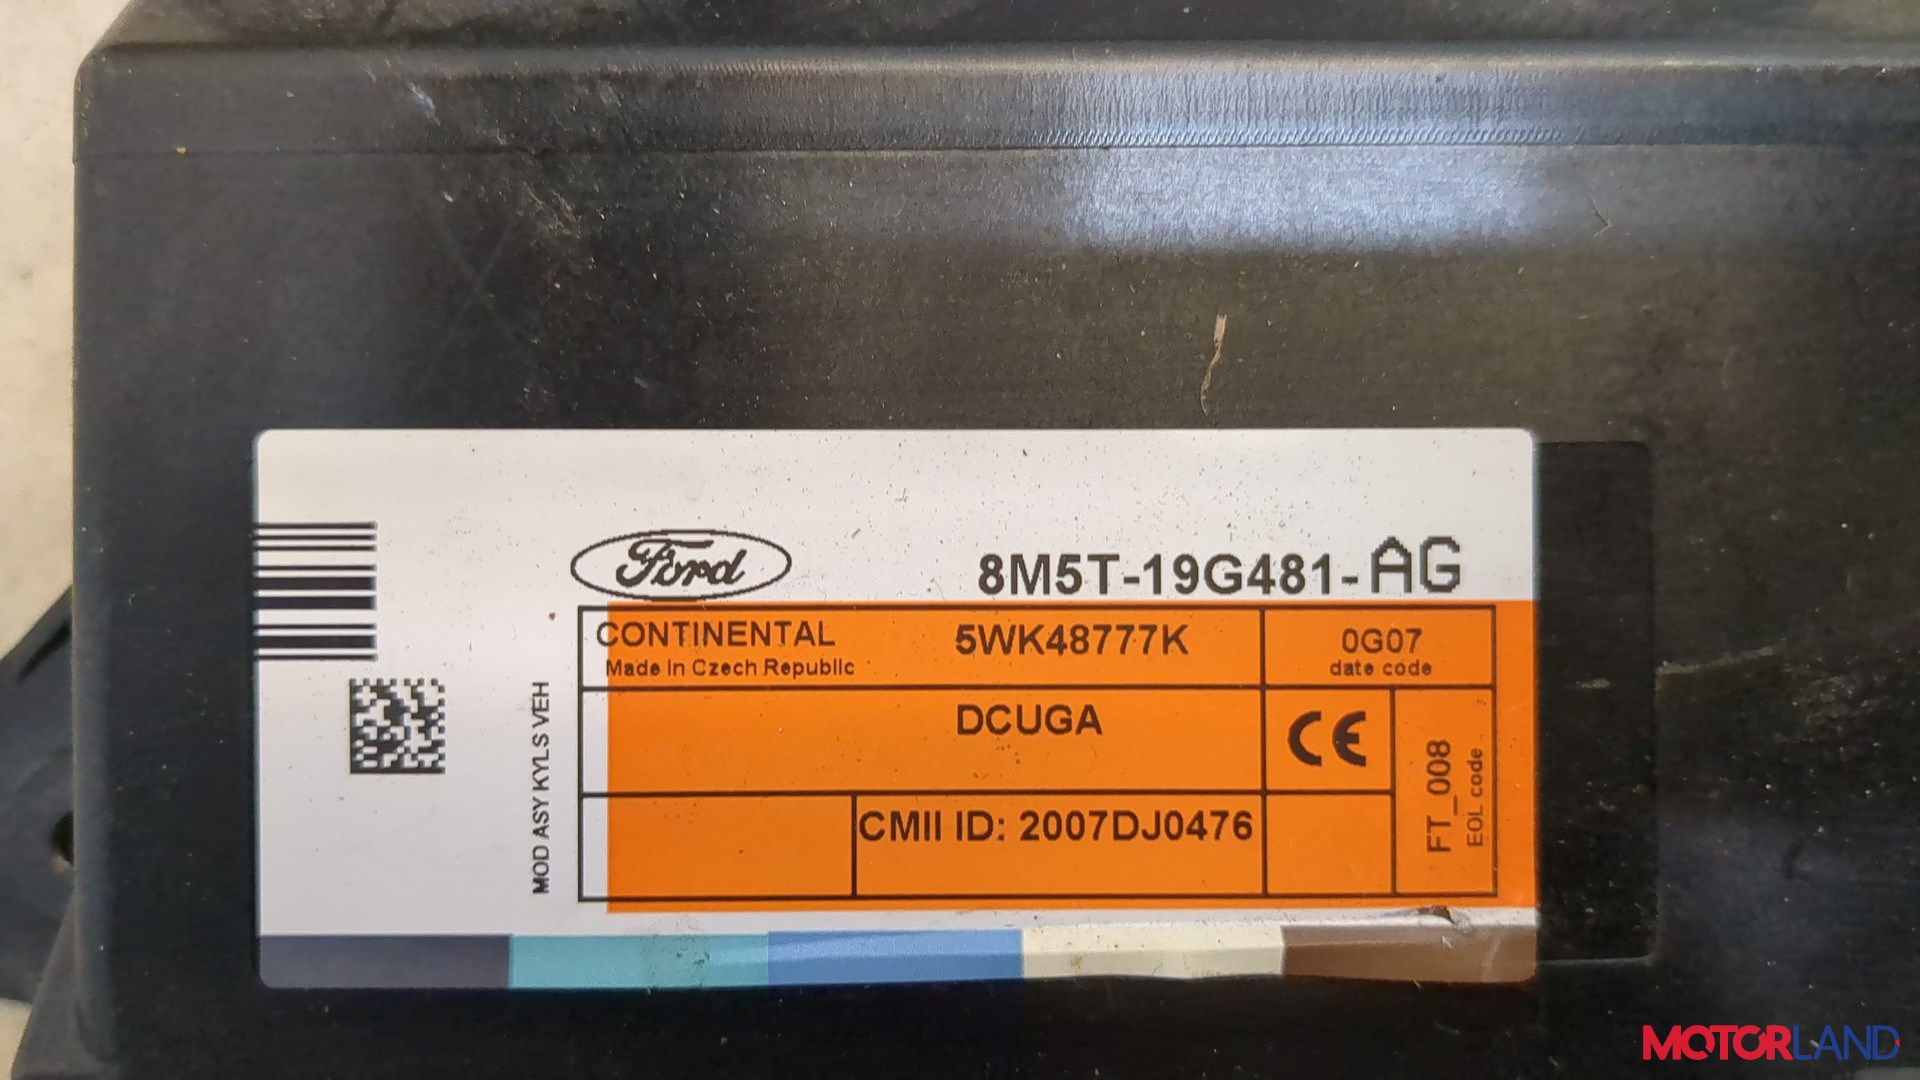 Ford
8M5T-19G481-AG
CONTINENTAL 5WK48777K 0G07
Made in Czech Republic date code
DCUGA CE
CMII ID: 2007DJ0476
FT_008
EOL code
MOD ASY KYLS VEH
MOTORLAND